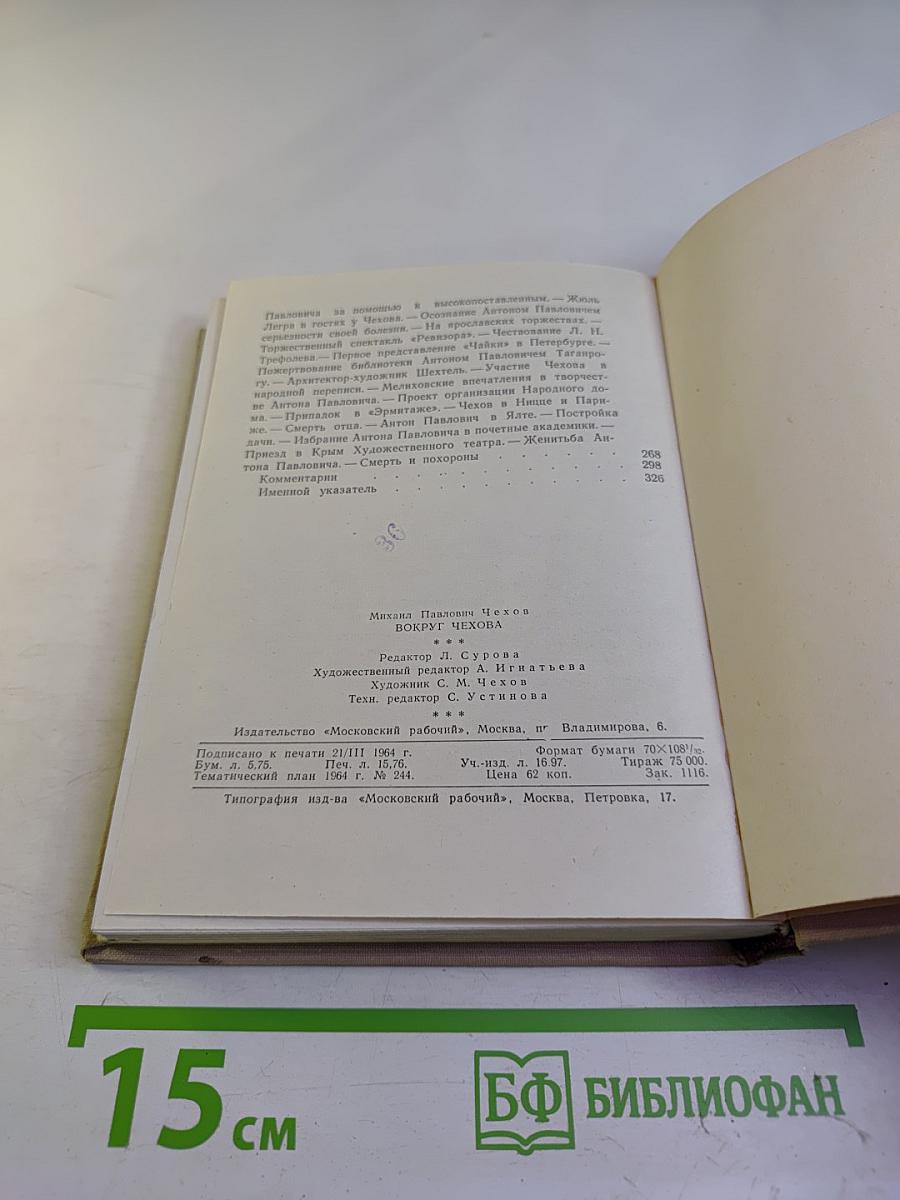 Павловича за помощью к высокопоставленным. — Жюль
Легра в гостях у Чехова. — Осознание Антоном Павловичем
серьезности своей болезни. — На ярославских торжествах. —
Торжественный спектакль «Ревизора». — Чествование Л. Н.
Трефолева. — Первое представление «Чайки» в Петербурге. —
Пожертвование библиотеки Антоном Павловичем Таганро-
гу. — Архитектор-художник Шехтель. — Участие Чехова в
народной переписи. — Мелиховские впечатления в творчест-
ве Антона Павловича. — Проект организации Народного до-
ма. — Припадок в «Эрмитаже». — Чехов в Ницце и Пари-
же. — Смерть отца. — Антон Павлович в Ялте. — Постройка
дачи. — Избрание Антона Павловича в почетные академики. —
Приезд в Крым Художественного театра. — Женитьба Ан-
тона Павловича. — Смерть и похороны . . . . . . 268
Комментарии . . . . . . . . . 298
Именной указатель . . . . . . . . . 326
36
Михаил Павлович Чехов
ВОКРУГ ЧЕХОВА
* * *
Редактор Л. Сурова
Художественный редактор А. Игнатьева
Художник С. М. Чехов
Техн. редактор С. Устинова
* * *
Издательство «Московский рабочий», Москва, пр Владимирова, 6.
Подписано к печати 21/III 1964 г. Формат бумаги 70×108¹/₃₂.
Бум. л. 5,75. Печ. л. 15,76. Уч.-изд. л. 16.97. Тираж 75 000.
Тематический план 1964 г. № 244. Цена 62 коп. Зак. 1116.
Типография изд-ва «Московский рабочий», Москва, Петровка, 17.
15 см
БФ БИБЛИОФАН